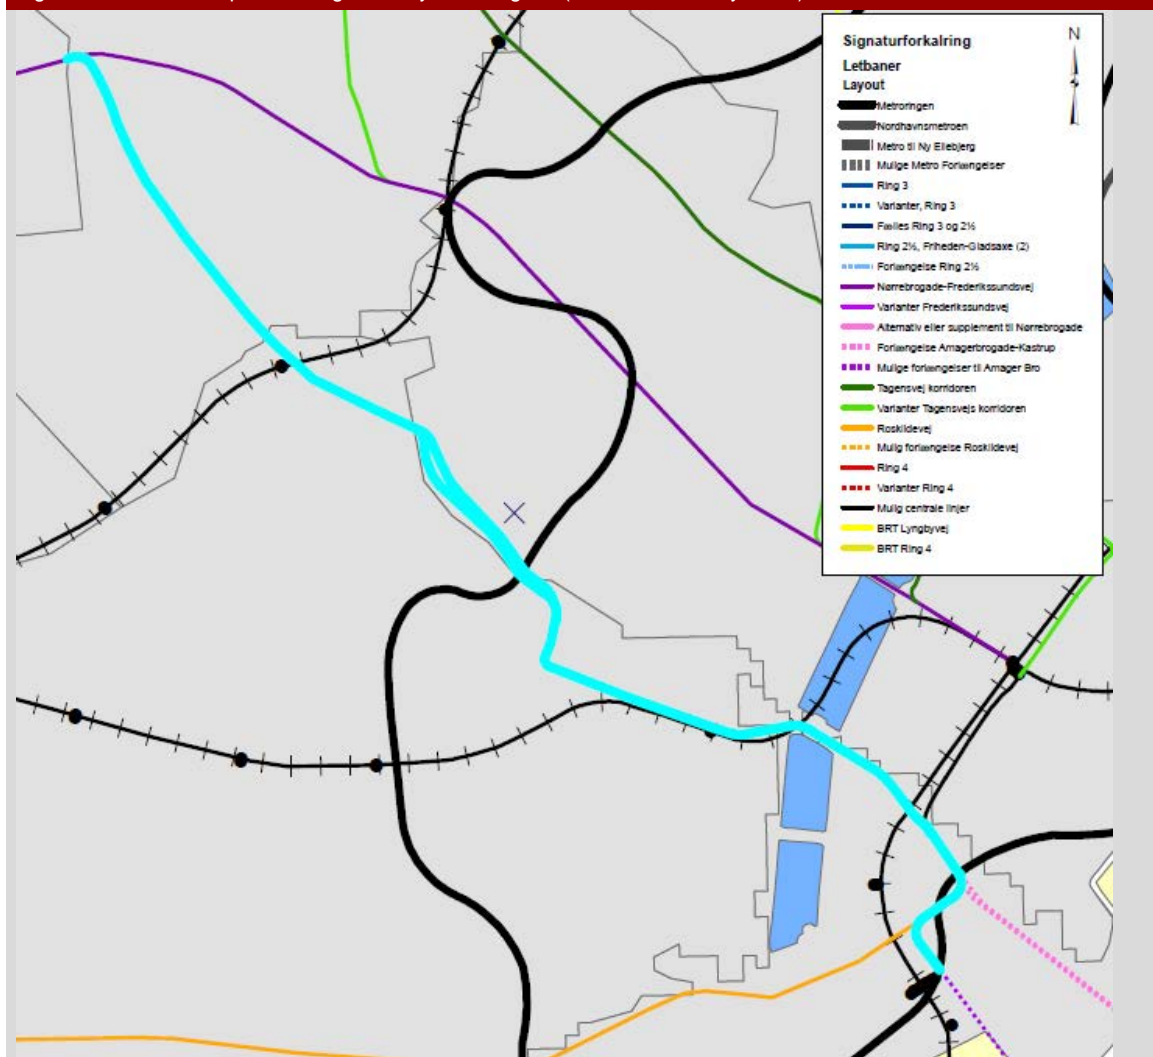 Signaturforkalring
N
Letbaner
Layout
Metroringen
Nordhavnsmetroen
Metro til Ny Ellebjerg
Mulige Metro Forlængelser
Ring 3
Varianter, Ring 3
Fælles Ring 3 og 2½
Ring 2½, Friheden-Gladsaxe (2)
Forlængelse Ring 2½
Nørrebrogade-Frederikssundsvej
Varianter Frederikssundsvej
Alternativ eller supplement til Nørrebrogade
Forlængelse Amagerbrogade-Kastrup
Mulige forlængelser til Amager Bro
Tagensvej korridoren
Varianter Tagensvejs korridoren
Roskildevej
Mulig forlængelse Roskildevej
Ring 4
Varianter Ring 4
Mulig centrale linjer
BRT Lyngbyvej
BRT Ring 4